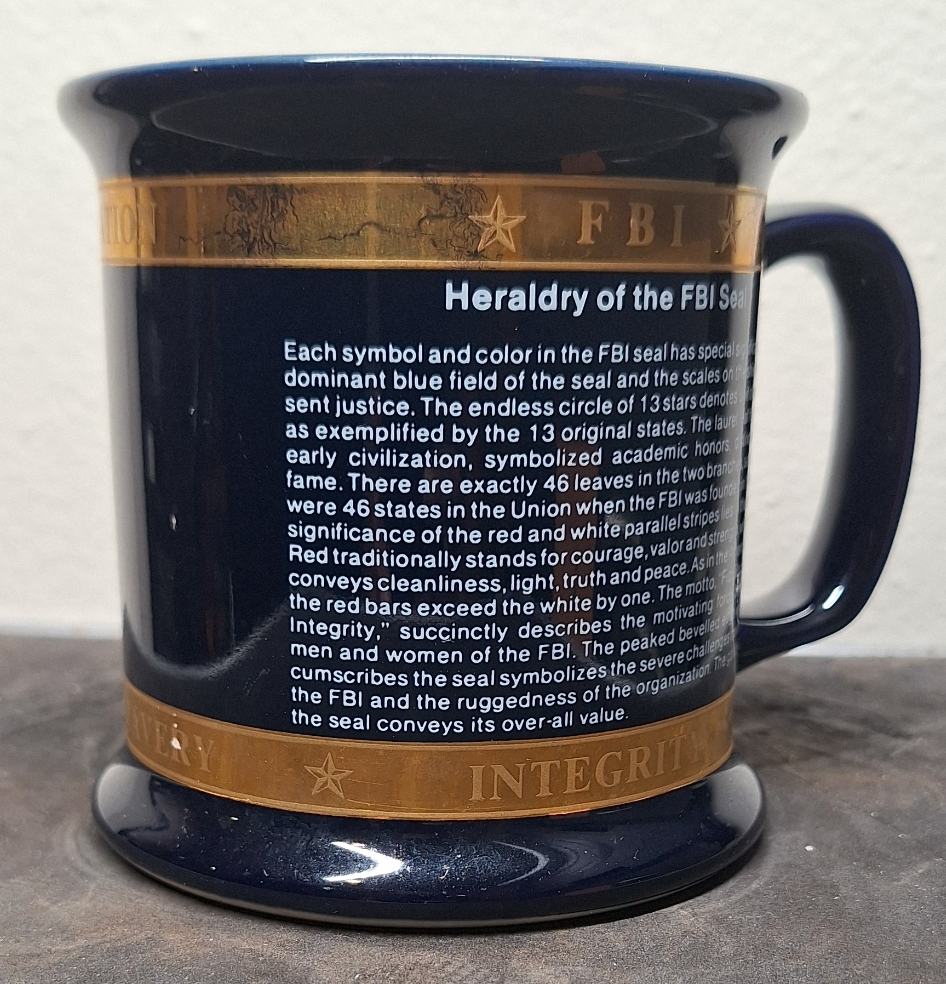 FBI
Heraldry of the FBI Seal
Each symbol and color in the FBI seal has special
dominant blue field of the seal and the scales on
sent justice. The endless circle of 13 stars denotes
as exemplified by the 13 original states. The laurel
early civilization, symbolized academic honors,
fame. There are exactly 46 leaves in the two
were 46 states in the Union when the FBI was
significance of the red and white parallel stripes lies
Red traditionally stands for courage, valor and
conveys cleanliness, light, truth and peace. As in the
the red bars exceed the white by one. The motto,
Integrity," succinctly describes the motivating
men and women of the FBI. The peaked bevelled
cumscribes the seal symbolizes the severe
the FBI and the ruggedness of the organization.
the seal conveys its over-all value.
VERY INTEGRITY